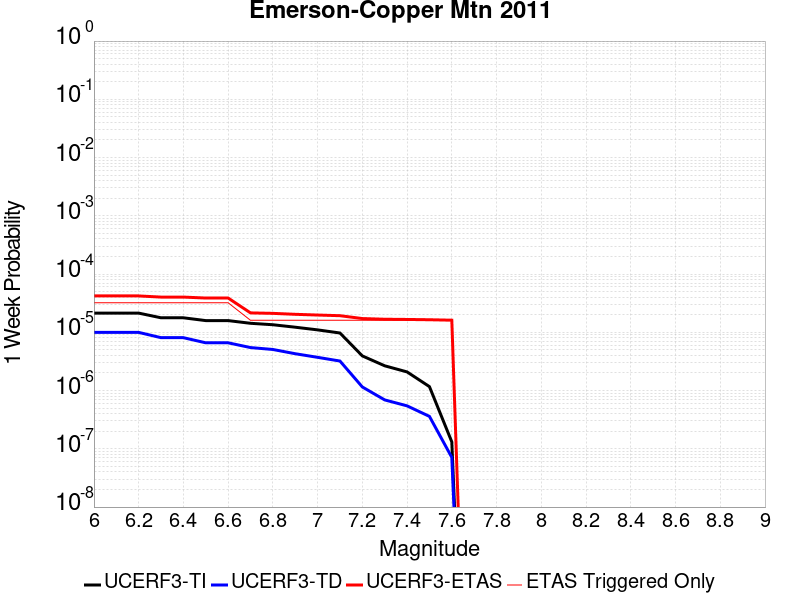 Emerson-Copper Mtn 2011
1 Week Probability
10^0
10^-1
10^-2
10^-3
10^-4
10^-5
10^-6
10^-7
10^-8
6 6.2 6.4 6.6 6.8 7 7.2 7.4 7.6 7.8 8 8.2 8.4 8.6 8.8 9
Magnitude
UCERF3-TI UCERF3-TD UCERF3-ETAS ETAS Triggered Only